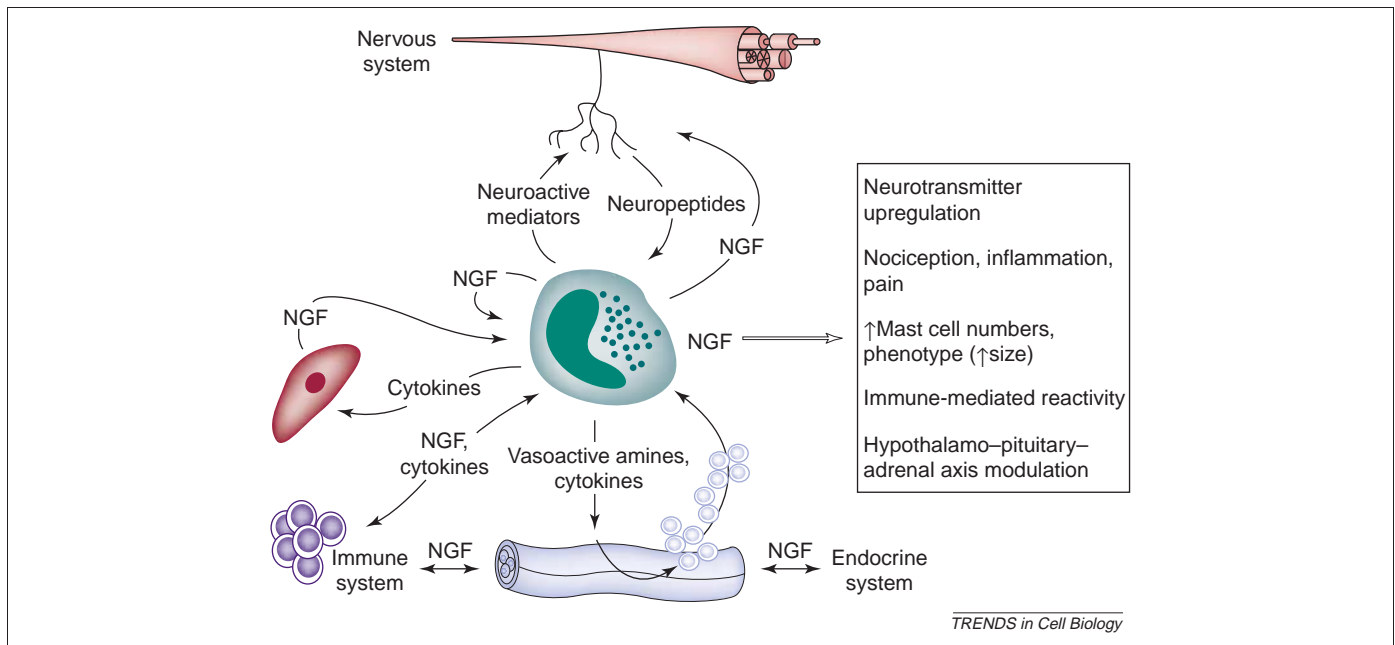 Nervous
system
Neuroactive
mediators
Neuropeptides
NGF
NGF
NGF
NGF
Cytokines
NGF,
cytokines
Vasoactive amines,
cytokines
Immune
system
NGF
NGF
Endocrine
system
Neurotransmitter
upregulation
Nociception, inflammation,
pain
↑Mast cell numbers,
phenotype (↑size)
Immune-mediated reactivity
Hypothalamo–pituitary–
adrenal axis modulation
TRENDS in Cell Biology